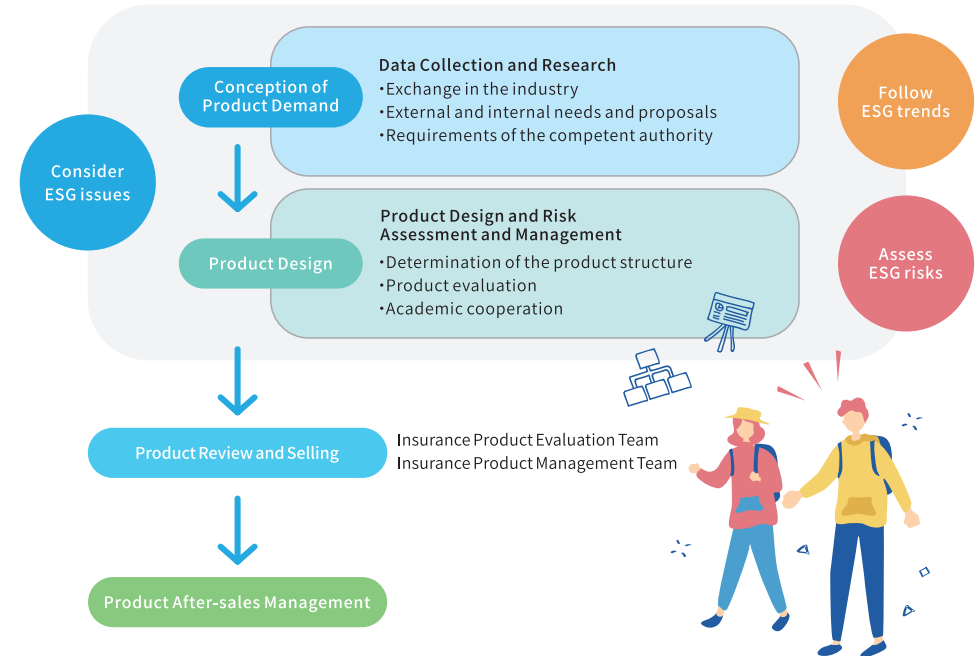 Consider
ESG issues
Conception of
Product Demand
Data Collection and Research
・Exchange in the industry
・External and internal needs and proposals
・Requirements of the competent authority
Follow
ESG trends
Product Design
Product Design and Risk
Assessment and Management
・Determination of the product structure
・Product evaluation
・Academic cooperation
Assess
ESG risks
Product Review and Selling
Insurance Product Evaluation Team
Insurance Product Management Team
Product After-sales Management